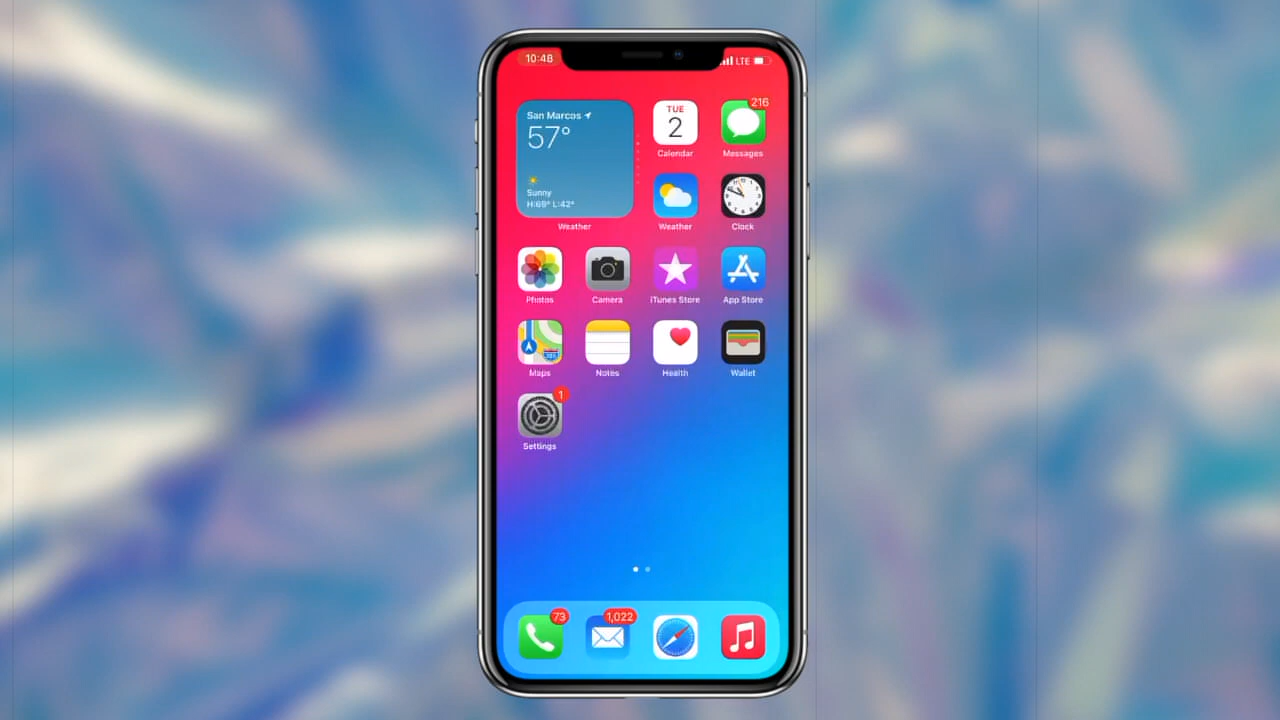 10:48
LTE
San Marcos
57°
Sunny
H:69° L:42°
Weather
TUE
2
Calendar
216
Messages
Weather
Clock
Photos
Camera
iTunes Store
App Store
Maps
Notes
Health
Wallet
1
Settings
73
1,022